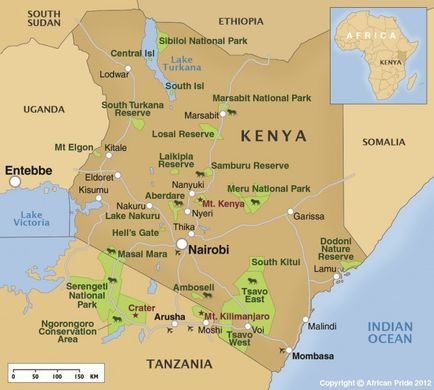 SOUTH
SUDAN
ETHIOPIA
Sibiloi National Park
Central Isl
Lake
Turkana
Lodwar
AFRICA
KENYA
UGANDA
South Isl
South Turkana
Reserve
Marsabit National Park
Marsabit
Losai Reserve
KENYA
SOMALIA
Mt Elgon
Kitale
Laikipia
Reserve
Samburu Reserve
Entebbe
Eldoret
Nanyuki
Meru National Park
Kisumu
Aberdare
Mt. Kenya
Nakuru
Nyeri
Garissa
Lake
Victoria
Lake Nakuru
Thika
Hell's Gate
Nairobi
Dodoni
Nature
Reserve
Masai Mara
South Kitul
Lamu
Serengeti
National
Park
Amboseli
Tsavo
East
Crater
Mt. Kilimanjaro
Ngorongoro
Conservation
Area
Arusha
Moshi
Tsavo
West
Voi
Malindi
INDIAN
OCEAN
Mombasa
TANZANIA
0 50 100 150 KM
Copyright © African Pride 2012